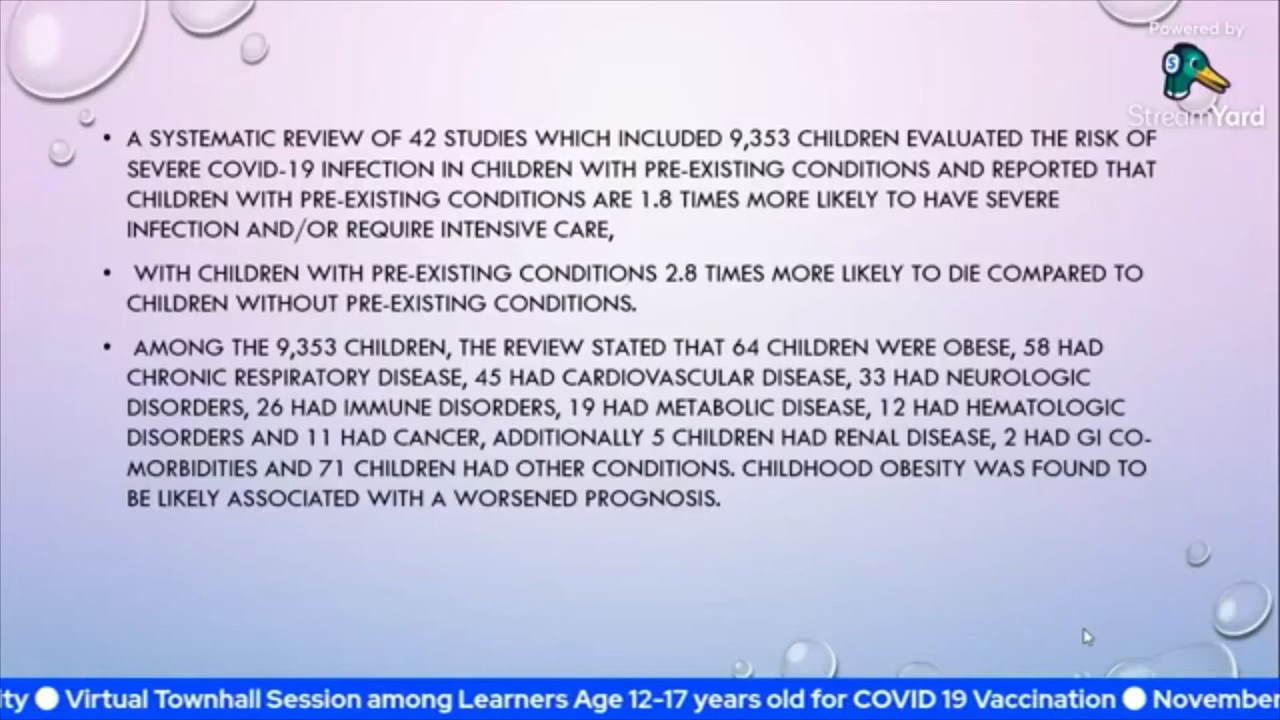 Powered by
StreamYard
• A SYSTEMATIC REVIEW OF 42 STUDIES WHICH INCLUDED 9,353 CHILDREN EVALUATED THE RISK OF
SEVERE COVID-19 INFECTION IN CHILDREN WITH PRE-EXISTING CONDITIONS AND REPORTED THAT
CHILDREN WITH PRE-EXISTING CONDITIONS ARE 1.8 TIMES MORE LIKELY TO HAVE SEVERE
INFECTION AND/OR REQUIRE INTENSIVE CARE,
• WITH CHILDREN WITH PRE-EXISTING CONDITIONS 2.8 TIMES MORE LIKELY TO DIE COMPARED TO
CHILDREN WITHOUT PRE-EXISTING CONDITIONS.
• AMONG THE 9,353 CHILDREN, THE REVIEW STATED THAT 64 CHILDREN WERE OBESE, 58 HAD
CHRONIC RESPIRATORY DISEASE, 45 HAD CARDIOVASCULAR DISEASE, 33 HAD NEUROLOGIC
DISORDERS, 26 HAD IMMUNE DISORDERS, 19 HAD METABOLIC DISEASE, 12 HAD HEMATOLOGIC
DISORDERS AND 11 HAD CANCER, ADDITIONALLY 5 CHILDREN HAD RENAL DISEASE, 2 HAD GI CO-
MORBIDITIES AND 71 CHILDREN HAD OTHER CONDITIONS. CHILDHOOD OBESITY WAS FOUND TO
BE LIKELY ASSOCIATED WITH A WORSENED PROGNOSIS.
ity ● Virtual Townhall Session among Learners Age 12-17 years old for COVID 19 Vaccination ● November